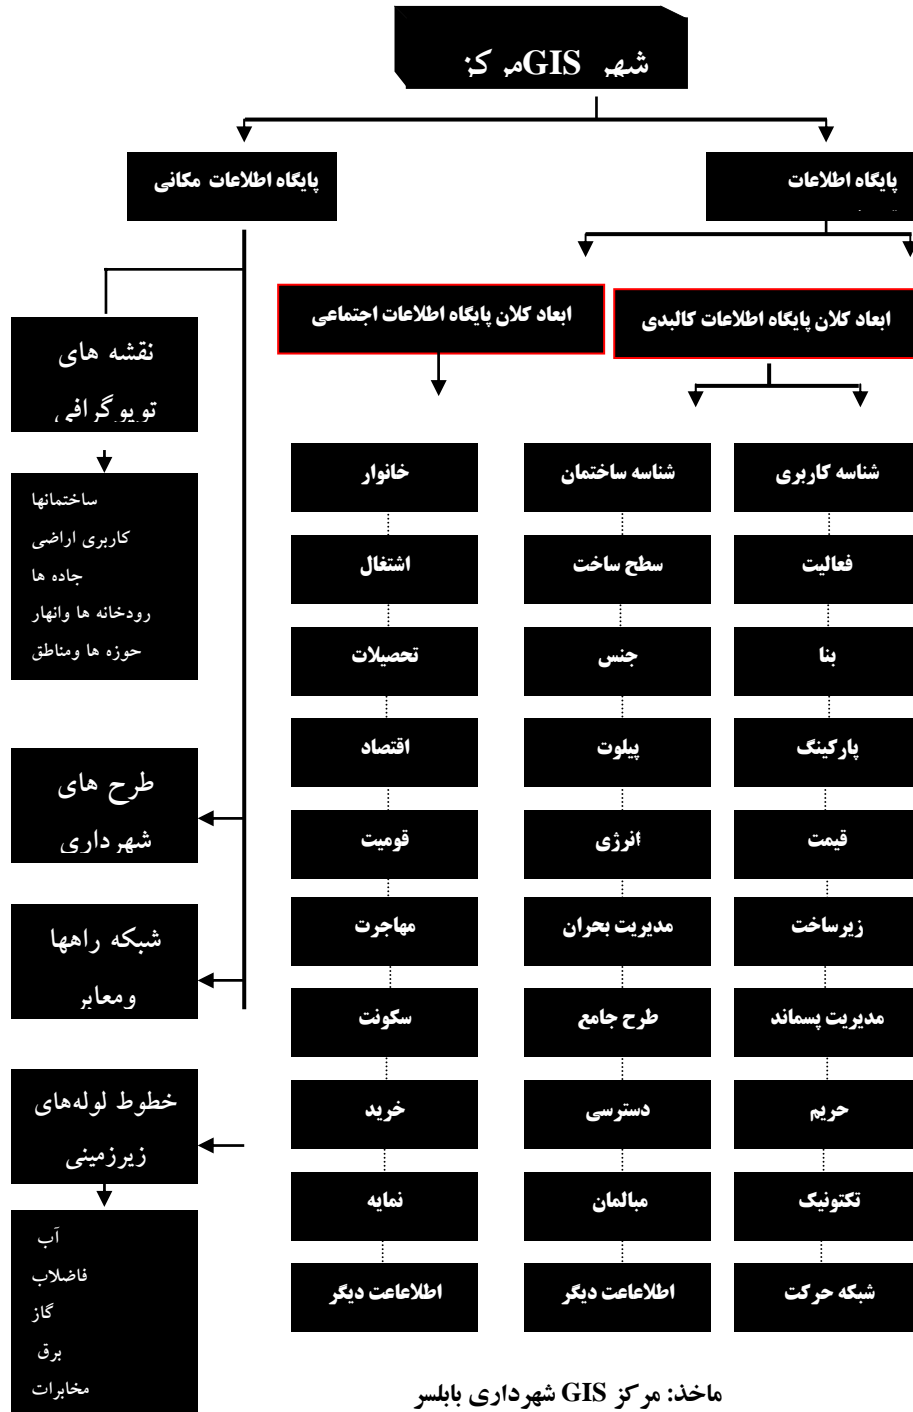 مرکز GIS شهر
پایگاه اطلاعات
پایگاه اطلاعات مکانی
ابعاد کلان پایگاه اطلاعات کالبدی
ابعاد کلان پایگاه اطلاعات اجتماعی
شناسه کاربری
فعالیت
بنا
پارکینگ
قیمت
زیرساخت
مدیریت پسماند
حریم
تکتونیک
شبکه حرکت
شناسه ساختمان
سطح ساخت
جنس
پیلوت
انرژی
مدیریت بحران
طرح جامع
دسترسی
مبالمان
اطلاعاعت دیگر
خانوار
اشتغال
تحصیلات
اقتصاد
قومیت
مهاجرت
سکونت
خرید
نمایه
اطلاعاعت دیگر
نقشه های
توپوگرافی
ساختمانها
کاربری اراضی
جاده ها
رودخانه ها وانهار
حوزه ها ومناطق
طرح های
شهرداری
شبکه راهها
ومعابر
خطوط لوله‌های
زیرزمینی
آب
فاضلاب
گاز
برق
مخابرات
ماخذ: مرکز GIS شهرداری بابلسر